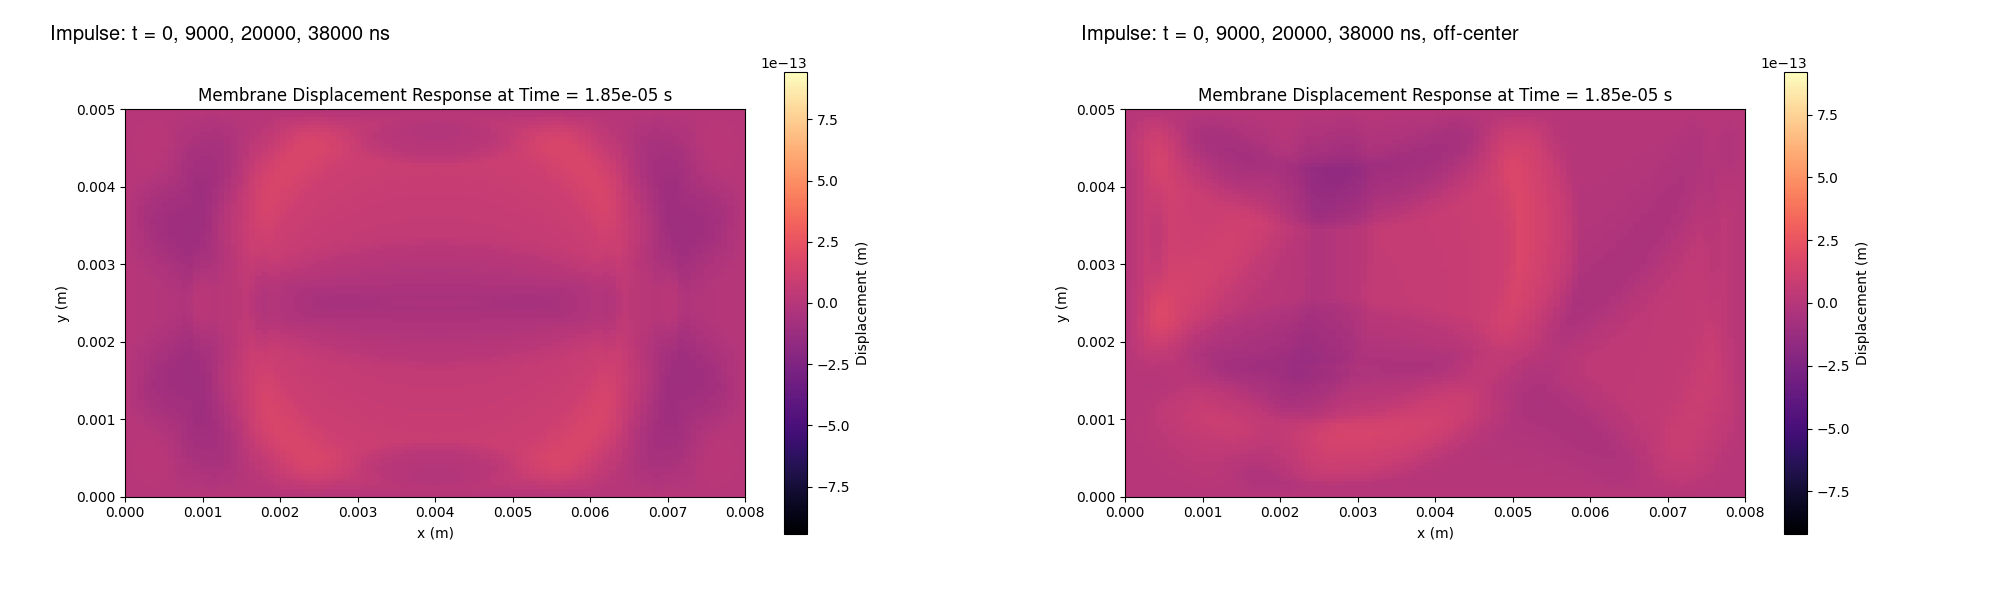 Impulse: t = 0, 9000, 20000, 38000 ns
1e−13
Membrane Displacement Response at Time = 1.85e-05 s
0.005
0.004
0.003
0.002
0.001
0.000
y (m)
0.000 0.001 0.002 0.003 0.004 0.005 0.006 0.007 0.008
x (m)
7.5
5.0
2.5
0.0
−2.5
−5.0
−7.5
Displacement (m)
Impulse: t = 0, 9000, 20000, 38000 ns, off-center
1e−13
Membrane Displacement Response at Time = 1.85e-05 s
0.005
0.004
0.003
0.002
0.001
0.000
y (m)
0.000 0.001 0.002 0.003 0.004 0.005 0.006 0.007 0.008
x (m)
7.5
5.0
2.5
0.0
−2.5
−5.0
−7.5
Displacement (m)